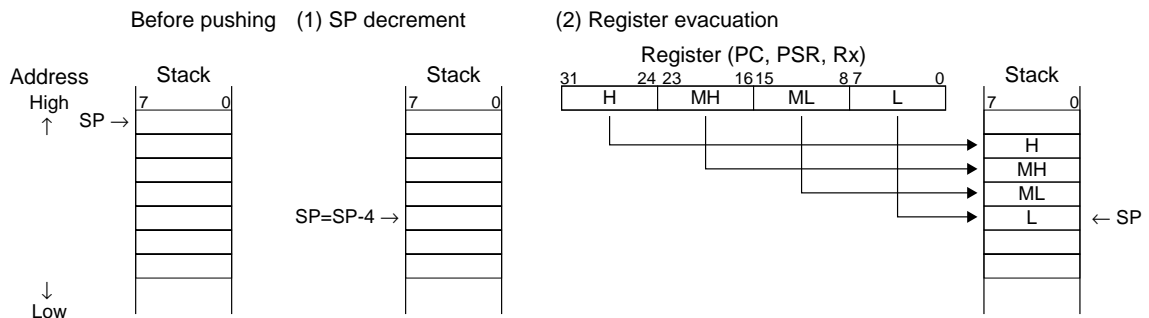 Before pushing (1) SP decrement (2) Register evacuation
Register (PC, PSR, Rx)
Address Stack Stack Stack
31 24 23 16 15 8 7 0
High 7 0 7 0 H MH ML L 7 0
↑ SP →
H
MH
ML
SP=SP-4 → L ← SP
↓
Low